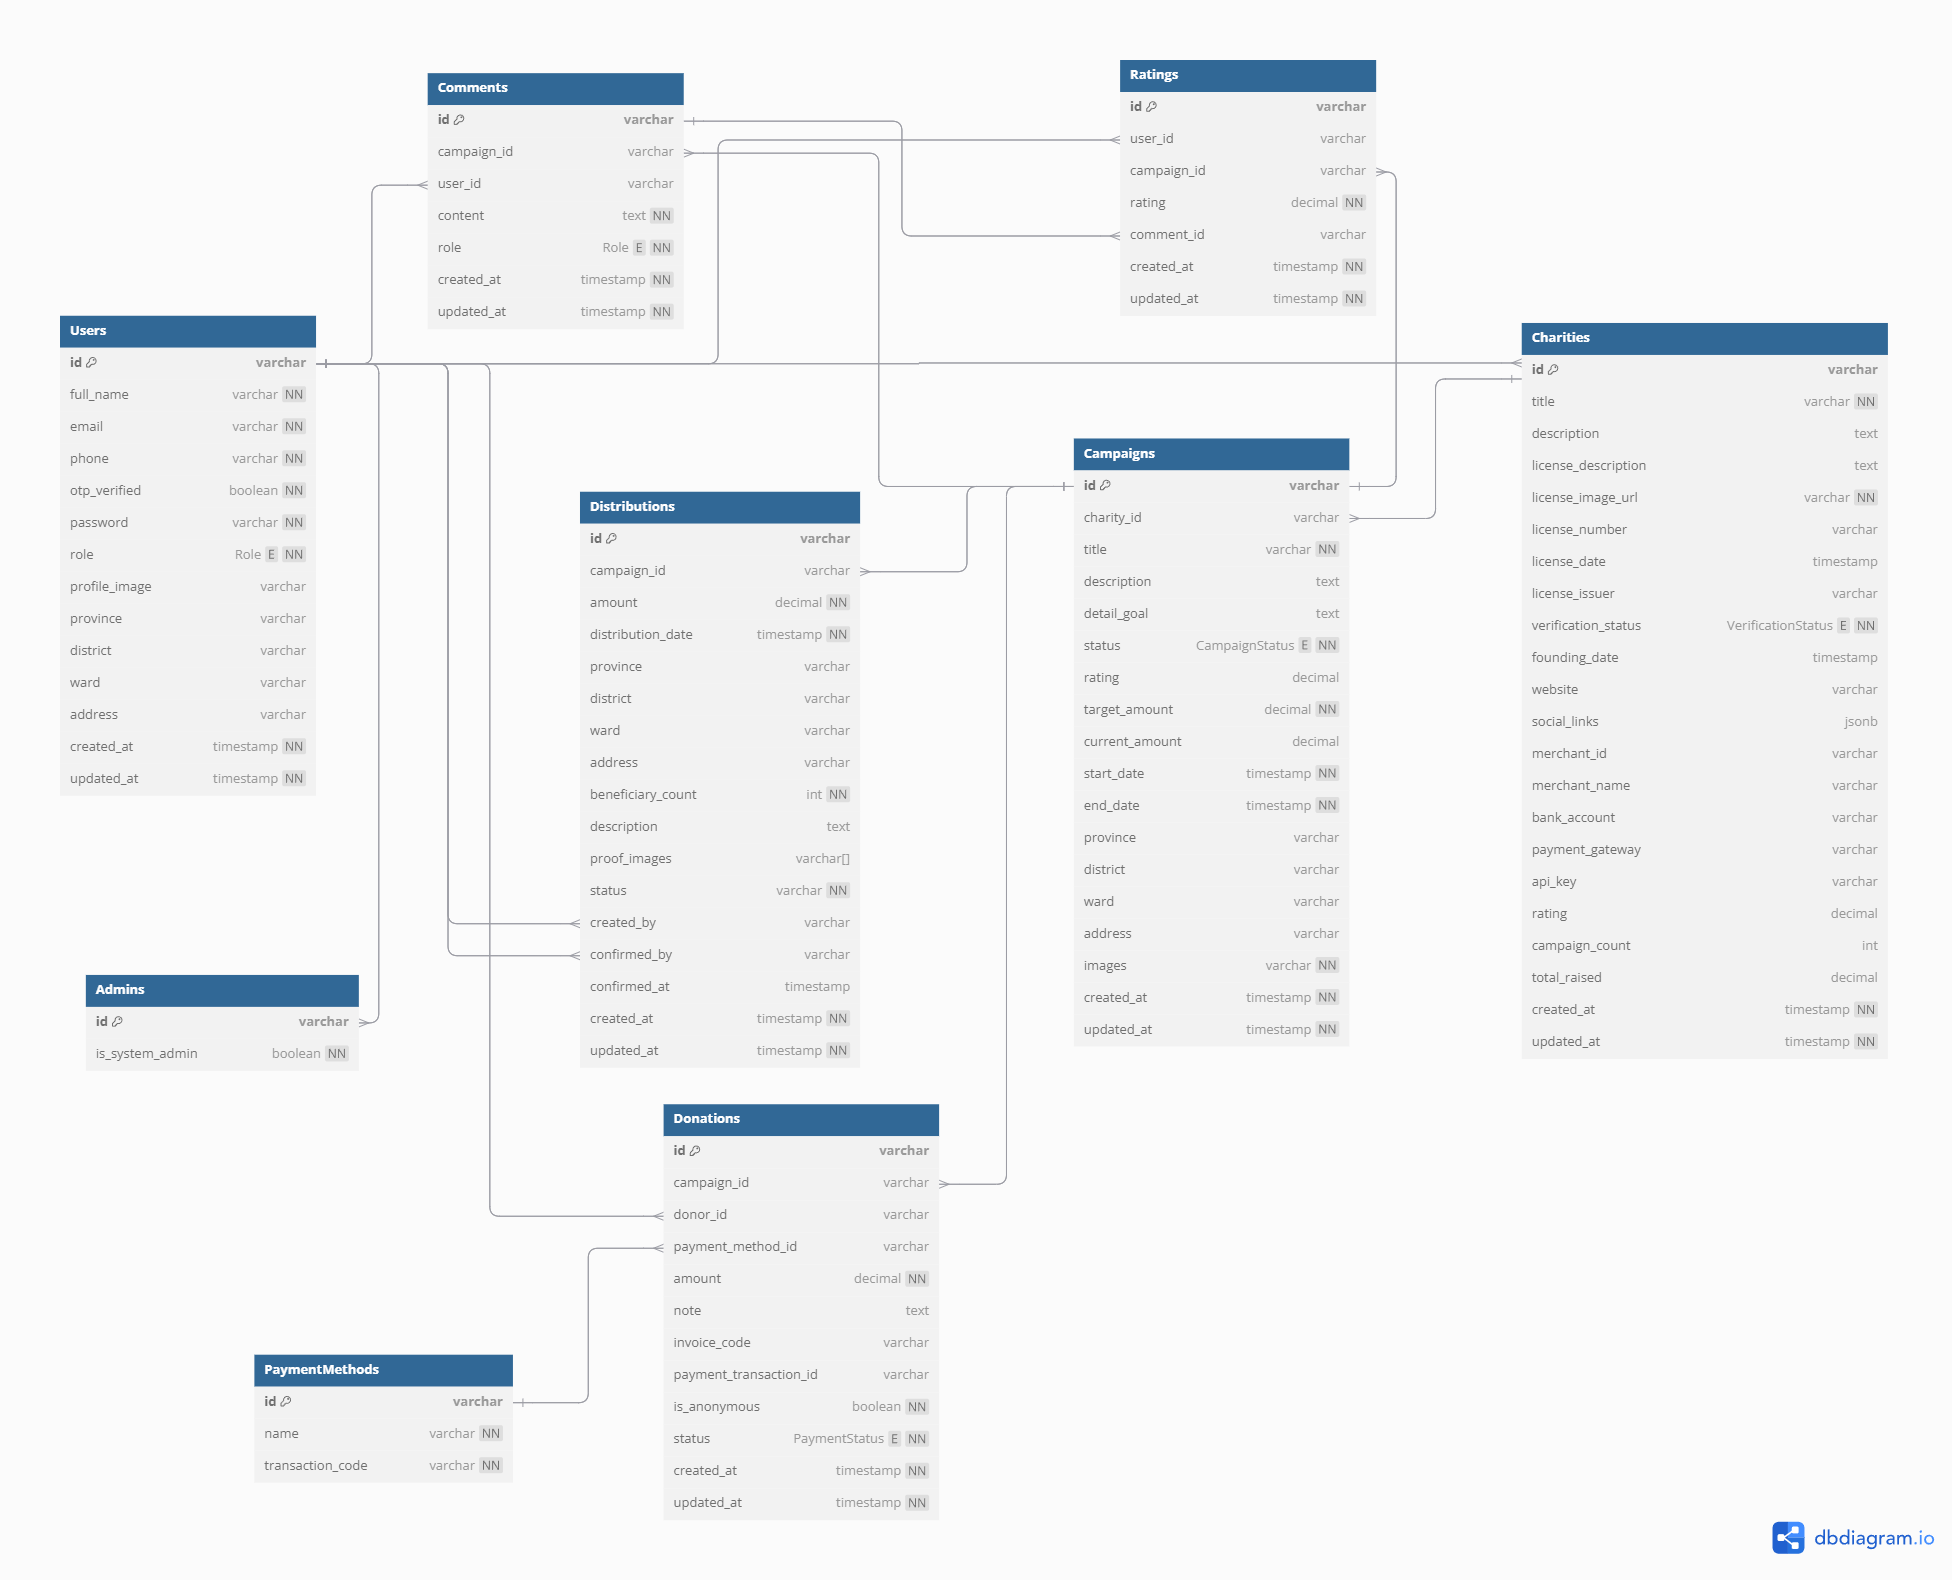 Comments
id varchar
campaign_id varchar
user_id varchar
content text NN
role Role E NN
created_at timestamp NN
updated_at timestamp NN
Ratings
id varchar
user_id varchar
campaign_id varchar
rating decimal NN
comment_id varchar
created_at timestamp NN
updated_at timestamp NN
Users
id varchar
full_name varchar NN
email varchar NN
phone varchar NN
otp_verified boolean NN
password varchar NN
role Role E NN
profile_image varchar
province varchar
district varchar
ward varchar
address varchar
created_at timestamp NN
updated_at timestamp NN
Charities
id varchar
title varchar NN
description text
license_description text
license_image_url varchar NN
license_number varchar
license_date timestamp
license_issuer varchar
verification_status VerificationStatus E NN
founding_date timestamp
website varchar
social_links jsonb
merchant_id varchar
merchant_name varchar
bank_account varchar
payment_gateway varchar
api_key varchar
rating decimal
campaign_count int
total_raised decimal
created_at timestamp NN
updated_at timestamp NN
Campaigns
id varchar
charity_id varchar
title varchar NN
description text
detail_goal text
status CampaignStatus E NN
rating decimal
target_amount decimal NN
current_amount decimal
start_date timestamp NN
end_date timestamp NN
province varchar
district varchar
ward varchar
address varchar
images varchar NN
created_at timestamp NN
updated_at timestamp NN
Distributions
id varchar
campaign_id varchar
amount decimal NN
distribution_date timestamp NN
province varchar
district varchar
ward varchar
address varchar
beneficiary_count int NN
description text
proof_images varchar[]
status varchar NN
created_by varchar
confirmed_by varchar
confirmed_at timestamp
created_at timestamp NN
updated_at timestamp NN
Admins
id varchar
is_system_admin boolean NN
Donations
id varchar
campaign_id varchar
donor_id varchar
payment_method_id varchar
amount decimal NN
note text
invoice_code varchar
payment_transaction_id varchar
is_anonymous boolean NN
status PaymentStatus E NN
created_at timestamp NN
updated_at timestamp NN
PaymentMethods
id varchar
name varchar NN
transaction_code varchar NN
dbdiagram.io